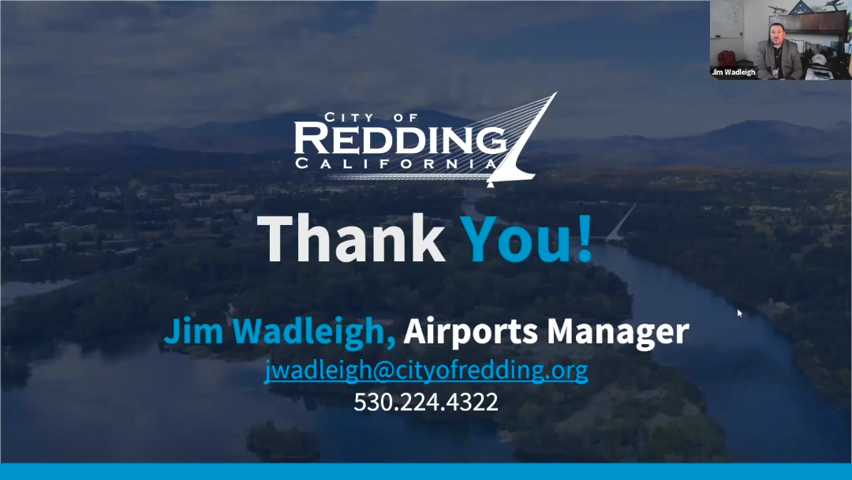 Jim Wadleigh
CITY OF
REDDING
CALIFORNIA
Thank You!
Jim Wadleigh, Airports Manager
jwadleigh@cityofredding.org
530.224.4322